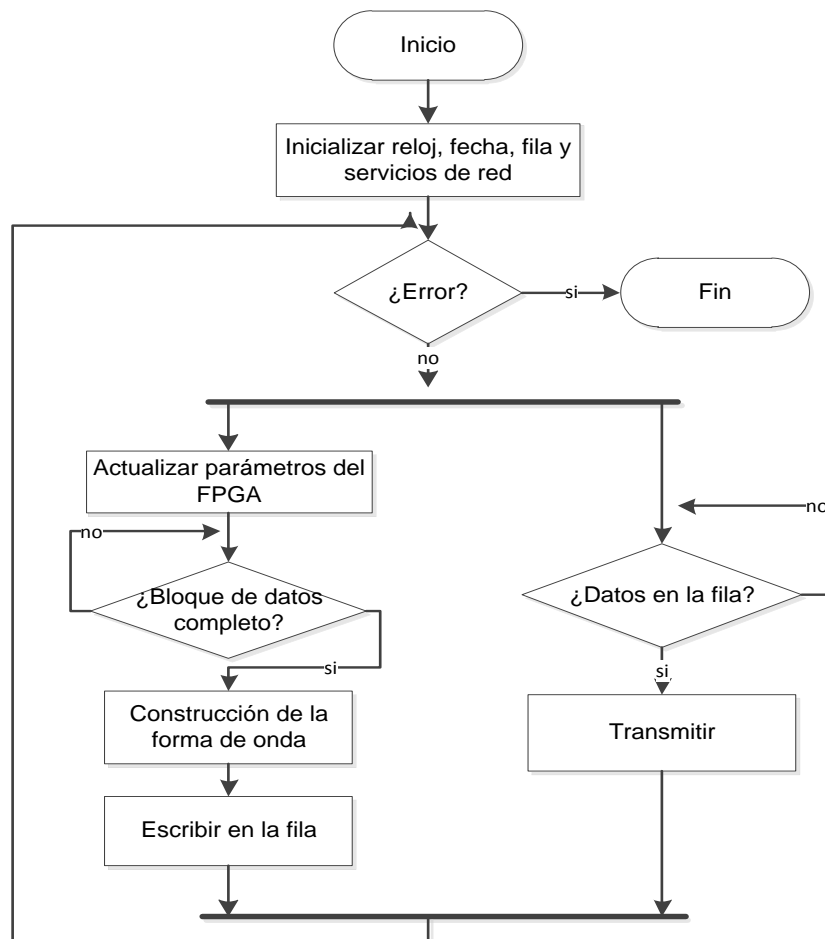 Inicio
Inicializar reloj, fecha, fila y
servicios de red
¿Error?
si
Fin
no
Actualizar parámetros del
FPGA
no
no
¿Bloque de datos
completo?
¿Datos en la fila?
si
si
Construcción de la
forma de onda
Transmitir
Escribir en la fila